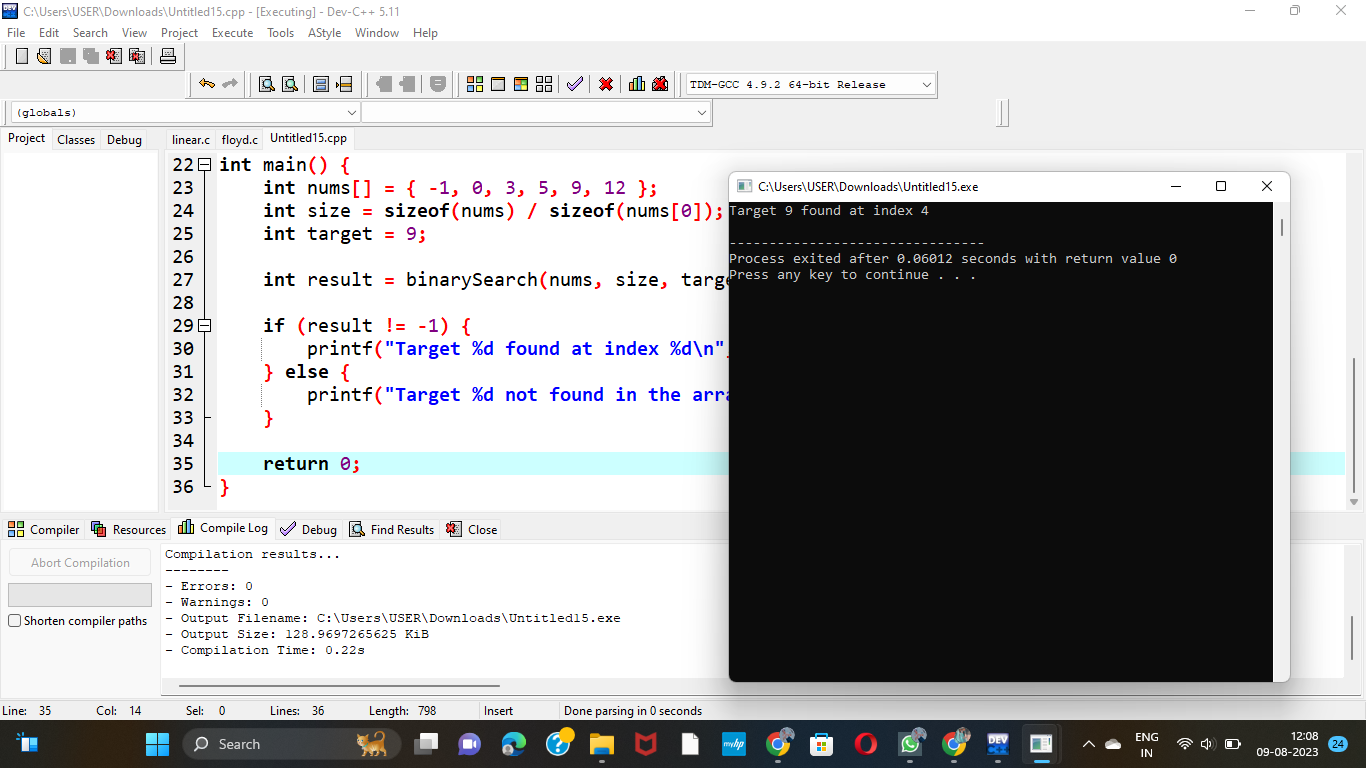 C:\Users\USER\Downloads\Untitled15.cpp - [Executing] - Dev-C++ 5.11
File Edit Search View Project Execute Tools AStyle Window Help
TDM-GCC 4.9.2 64-bit Release
(globals)
Project Classes Debug
linear.c floyd.c Untitled15.cpp
22 int main() {
23 int nums[] = { -1, 0, 3, 5, 9, 12 };
24 int size = sizeof(nums) / sizeof(nums[0]);
25 int target = 9;
26
27 int result = binarySearch(nums, size, targe
28
29 if (result != -1) {
30 printf("Target %d found at index %d\n"
31 } else {
32 printf("Target %d not found in the arra
33 }
34
35 return 0;
36 }
C:\Users\USER\Downloads\Untitled15.exe
Target 9 found at index 4
--------------------------------
Process exited after 0.06012 seconds with return value 0
Press any key to continue . . .
Compiler Resources Compile Log Debug Find Results Close
Abort Compilation
Shorten compiler paths
Compilation results...
--------
- Errors: 0
- Warnings: 0
- Output Filename: C:\Users\USER\Downloads\Untitled15.exe
- Output Size: 128.9697265625 KiB
- Compilation Time: 0.22s
Line: 35 Col: 14 Sel: 0 Lines: 36 Length: 798 Insert Done parsing in 0 seconds
Search
myhp
DEV
ENG
IN
12:08
09-08-2023
24